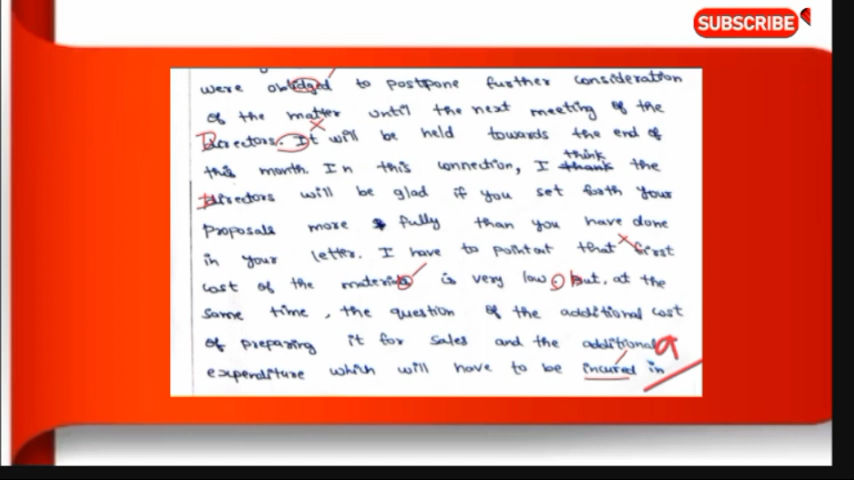 SUBSCRIBE
were oblidged to postpone further consideration
of the matter until the next meeting of the
Directors. It will be held towards the end of
this month. In this connection, I thank think the
directors will be glad if you set forth your
proposals more fully than you have done
in your letter. I have to pointout that first
cost of the materials is very low. but, at the
same time, the question of the additional cost
of preparing it for sales and the additional
expenditure which will have to be incured in